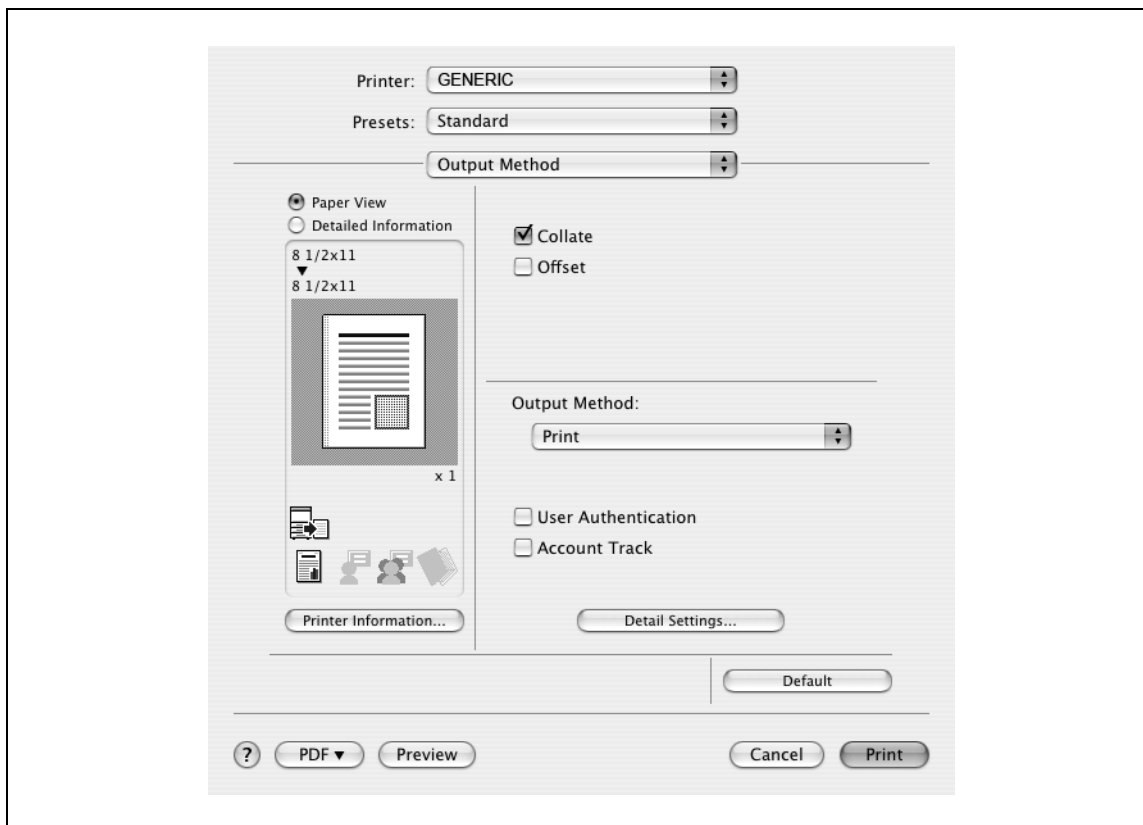 Printer: GENERIC
Presets: Standard
Output Method
Paper View
Detailed Information
8 1/2x11
8 1/2x11
x 1
Printer Information...
Collate
Offset
Output Method:
Print
User Authentication
Account Track
Detail Settings...
Default
?
PDF
Preview
Cancel
Print